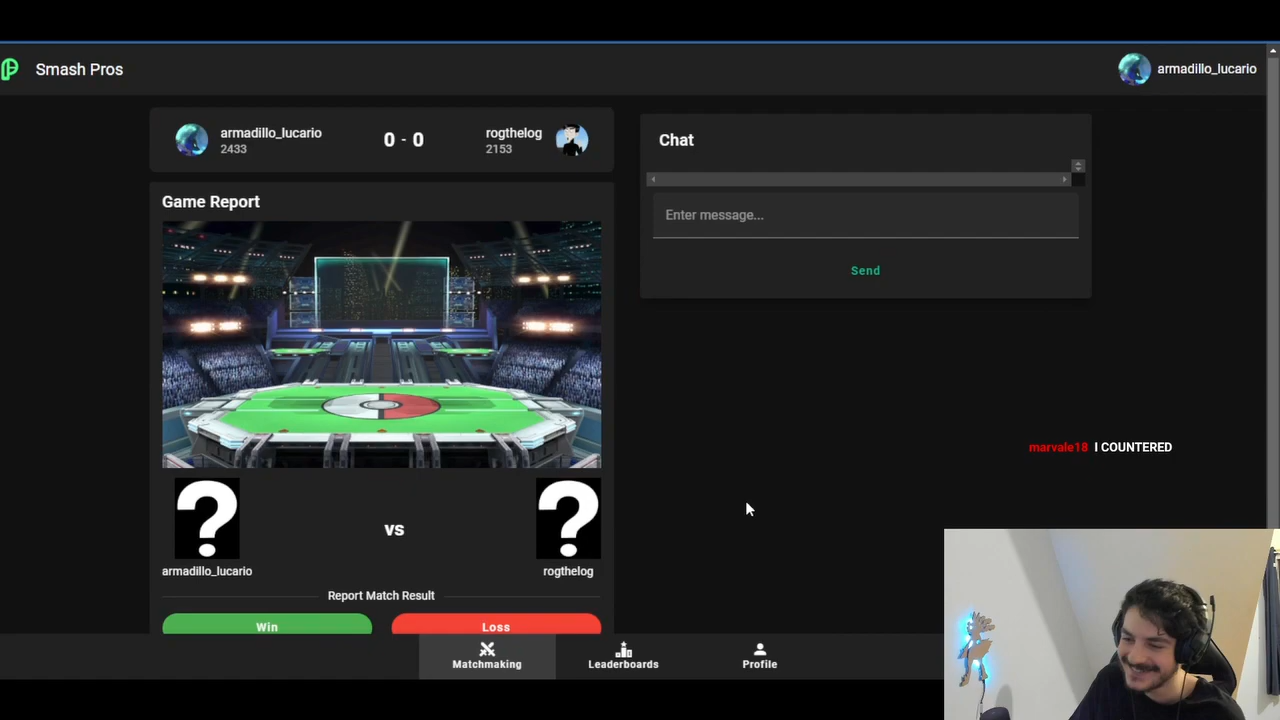 Smash Pros
armadillo_lucario
armadillo_lucario
2433
0 - 0
rogthelog
2153
Game Report
VS
armadillo_lucario
rogthelog
Report Match Result
Win
Loss
Chat
Enter message...
Send
marvale18 I COUNTERED
Matchmaking
Leaderboards
Profile